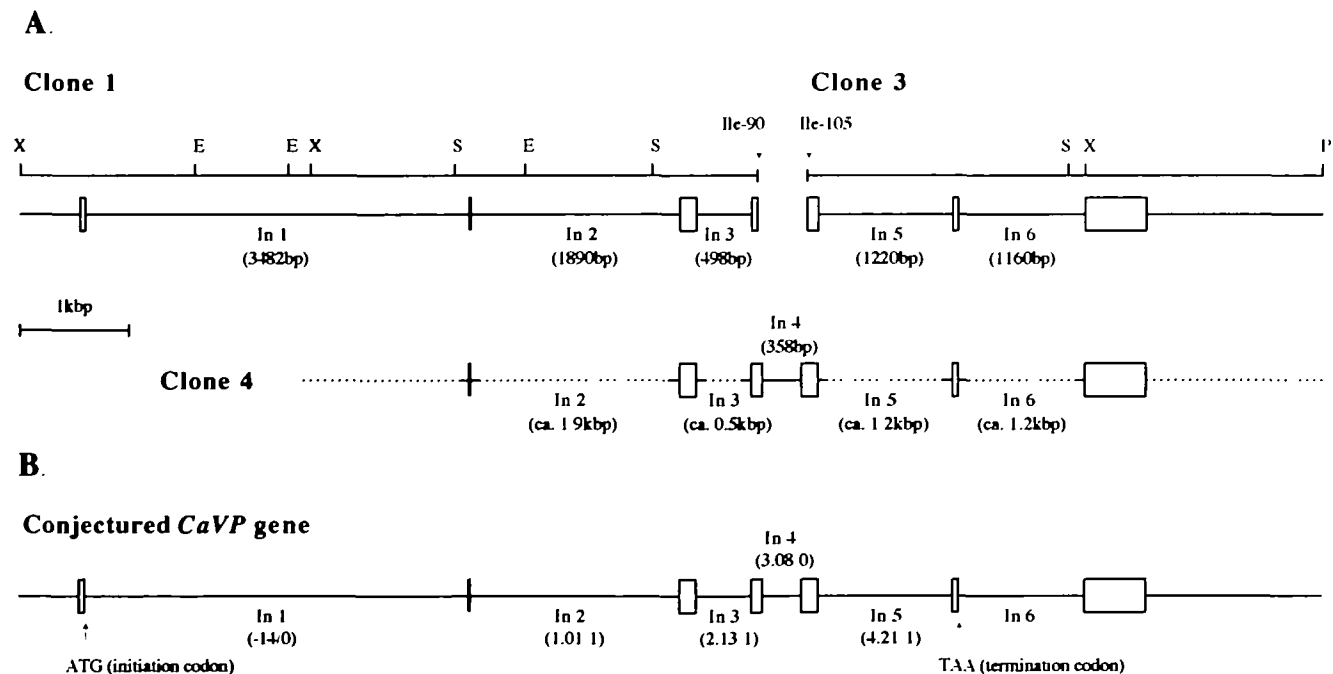 A.
Clone 1
Clone 3
Ile-90 Ile-105
X E E X S E S S X P
In 1 In 2 In 3 In 5 In 6
(3482bp) (1890bp) (498bp) (1220bp) (1160bp)
1kbp
In 4
(358bp)
Clone 4
In 2 In 3 In 5 In 6
(ca. 1 9kbp) (ca. 0.5kbp) (ca. 1 2kbp) (ca. 1.2kbp)
B.
Conjectured CaVP gene
In 4
(3.08 0)
In 1 In 2 In 3 In 5 In 6
(-14/0) (1.01 1) (2.13 1) (4.21 1)
ATG (initiation codon) TAA (termination codon)